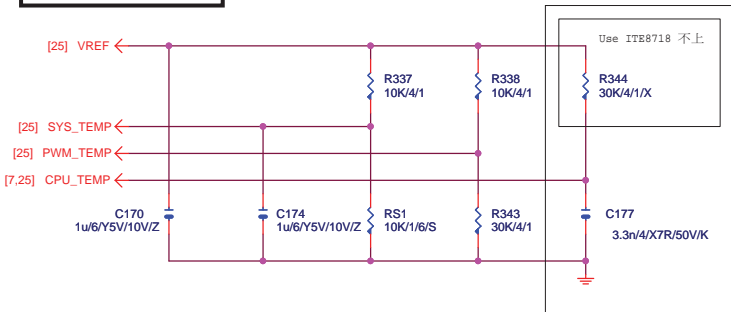 Use ITE8718 不上
[25] VREF
R337
10K/4/1
R338
10K/4/1
R344
30K/4/1/X
[25] SYS_TEMP
[25] PWM_TEMP
[7,25] CPU_TEMP
C170
1u/6/Y5V/10V/Z
C174
1u/6/Y5V/10V/Z
RS1
10K/1/6/S
R343
30K/4/1
C177
3.3n/4/X7R/50V/K